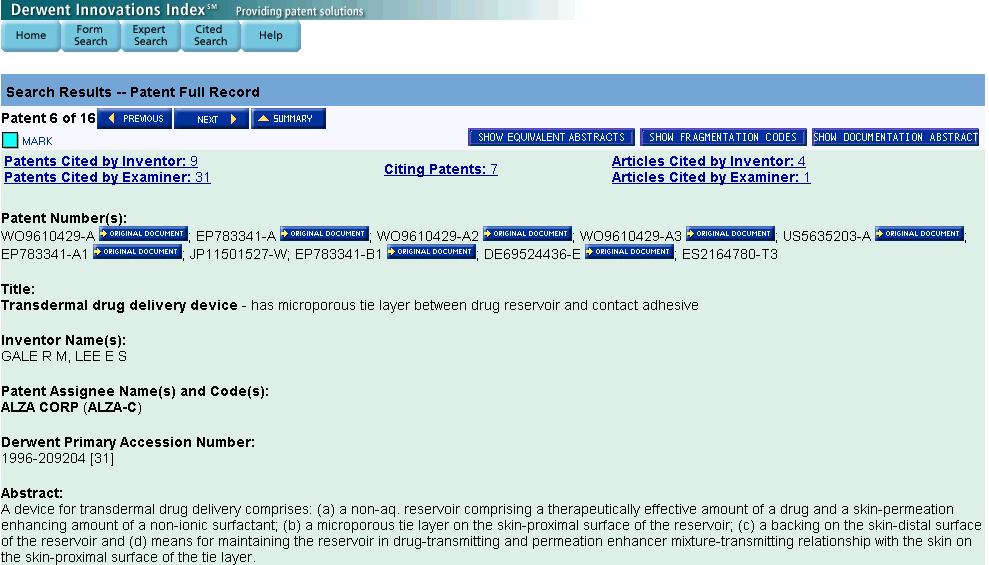 Derwent Innovations Index℠ Providing patent solutions
Home Form Search Expert Search Cited Search Help
Search Results -- Patent Full Record
Patent 6 of 16 PREVIOUS NEXT SUMMARY
MARK SHOW EQUIVALENT ABSTRACTS SHOW FRAGMENTATION CODES SHOW DOCUMENTATION ABSTRACT
Patents Cited by Inventor: 9 Citing Patents: 7 Articles Cited by Inventor: 4
Patents Cited by Examiner: 31 Articles Cited by Examiner: 1
Patent Number(s):
WO9610429-A ORIGINAL DOCUMENT; EP783341-A ORIGINAL DOCUMENT; WO9610429-A2 ORIGINAL DOCUMENT; WO9610429-A3 ORIGINAL DOCUMENT; US5635203-A ORIGINAL DOCUMENT;
EP783341-A1 ORIGINAL DOCUMENT; JP11501527-W; EP783341-B1 ORIGINAL DOCUMENT; DE69524436-E ORIGINAL DOCUMENT; ES2164780-T3
Title:
Transdermal drug delivery device - has microporous tie layer between drug reservoir and contact adhesive
Inventor Name(s):
GALE R M, LEE E S
Patent Assignee Name(s) and Code(s):
ALZA CORP (ALZA-C)
Derwent Primary Accession Number:
1996-209204 [31]
Abstract:
A device for transdermal drug delivery comprises: (a) a non-aq. reservoir comprising a therapeutically effective amount of a drug and a skin-permeation
enhancing amount of a non-ionic surfactant; (b) a microporous tie layer on the skin-proximal surface of the reservoir; (c) a backing on the skin-distal surface
of the reservoir and (d) means for maintaining the reservoir in drug-transmitting and permeation enhancer mixture-transmitting relationship with the skin on
the skin-proximal surface of the tie layer.